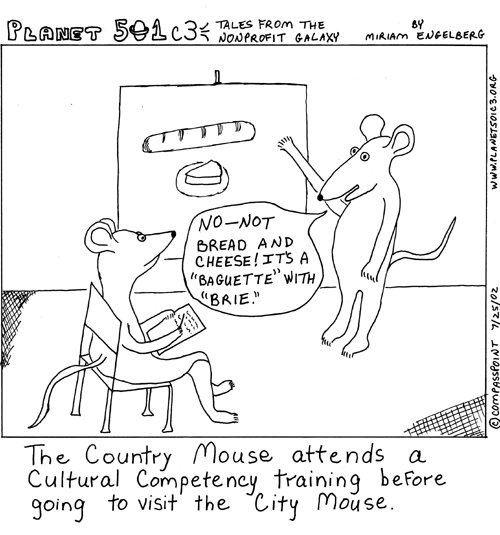 PLANET 501c3
TALES FROM THE
NONPROFIT GALAXY
BY
MIRIAM ENGELBERG
WWW.PLANET501C3.ORG
NO—NOT
BREAD AND
CHEESE! IT'S A
"BAGUETTE" WITH
"BRIE."
©COMPASSPOINT 7/25/02
The Country Mouse attends a
Cultural Competency training before
going to visit the City Mouse.